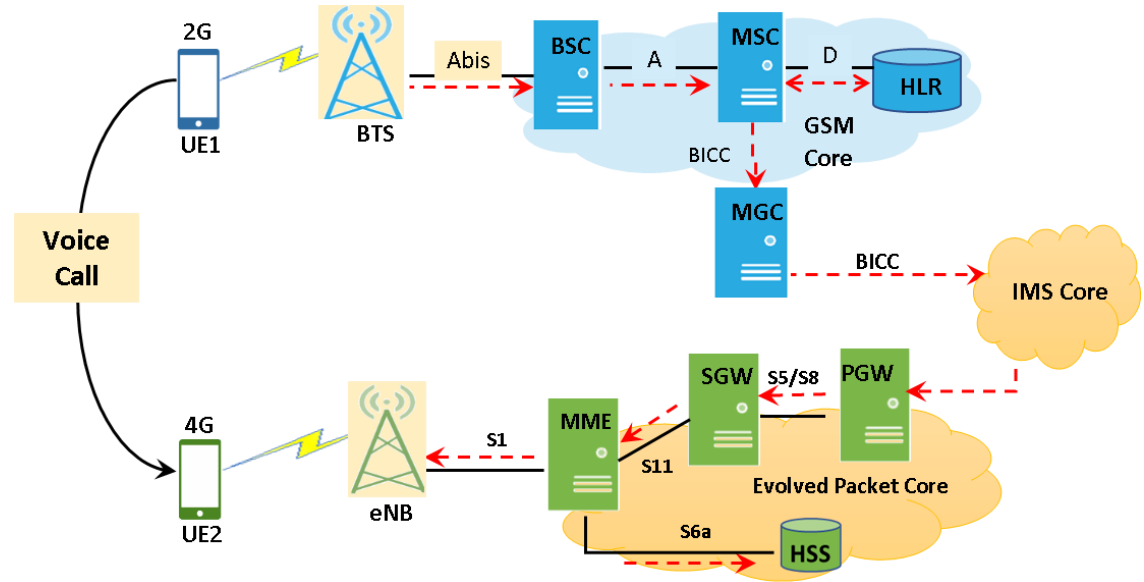 2G
UE1
BTS
Abis
BSC
A
MSC
D
HLR
GSM
Core
BICC
MGC
BICC
IMS Core
Voice
Call
4G
UE2
eNB
S1
MME
S11
SGW
S5/S8
PGW
Evolved Packet Core
S6a
HSS